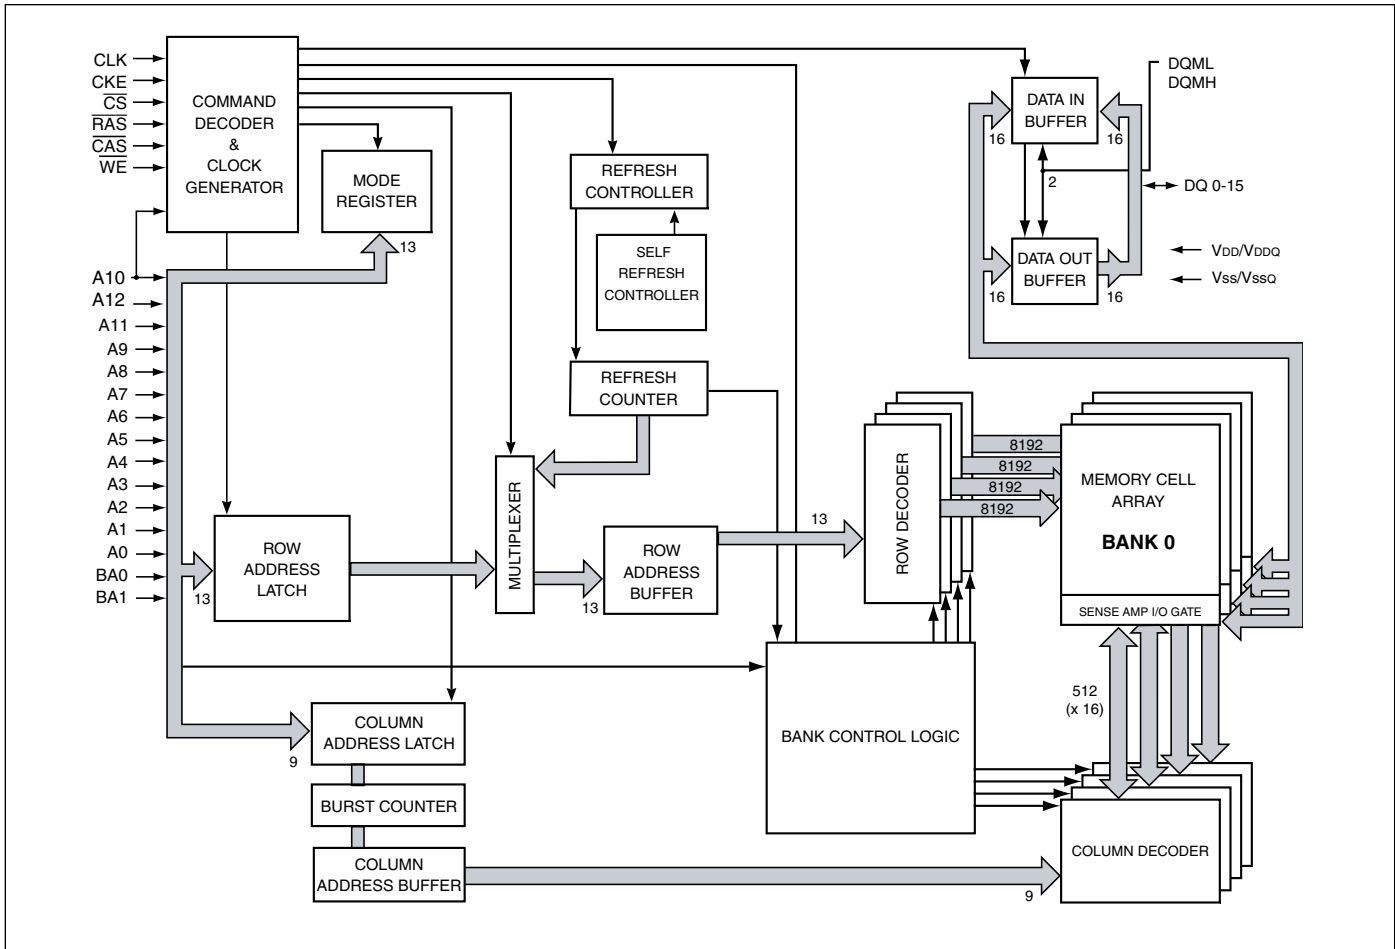 CLK
CKE
CS
RAS
CAS
WE
A10
A12
A11
A9
A8
A7
A6
A5
A4
A3
A2
A1
A0
BA0
BA1
COMMAND
DECODER
&
CLOCK
GENERATOR
MODE
REGISTER
13
REFRESH
CONTROLLER
SELF
REFRESH
CONTROLLER
REFRESH
COUNTER
DATA IN
BUFFER
16
16
2
DQML
DQMH
DQ 0-15
VDD/VDDQ
Vss/VssQ
DATA OUT
BUFFER
16
16
13
ROW
ADDRESS
LATCH
MULTIPLEXER
13
ROW
ADDRESS
BUFFER
13
ROW DECODER
8192
8192
8192
8192
MEMORY CELL
ARRAY
BANK 0
SENSE AMP I/O GATE
512
(x 16)
BANK CONTROL LOGIC
9
COLUMN
ADDRESS LATCH
BURST COUNTER
COLUMN
ADDRESS BUFFER
9
COLUMN DECODER